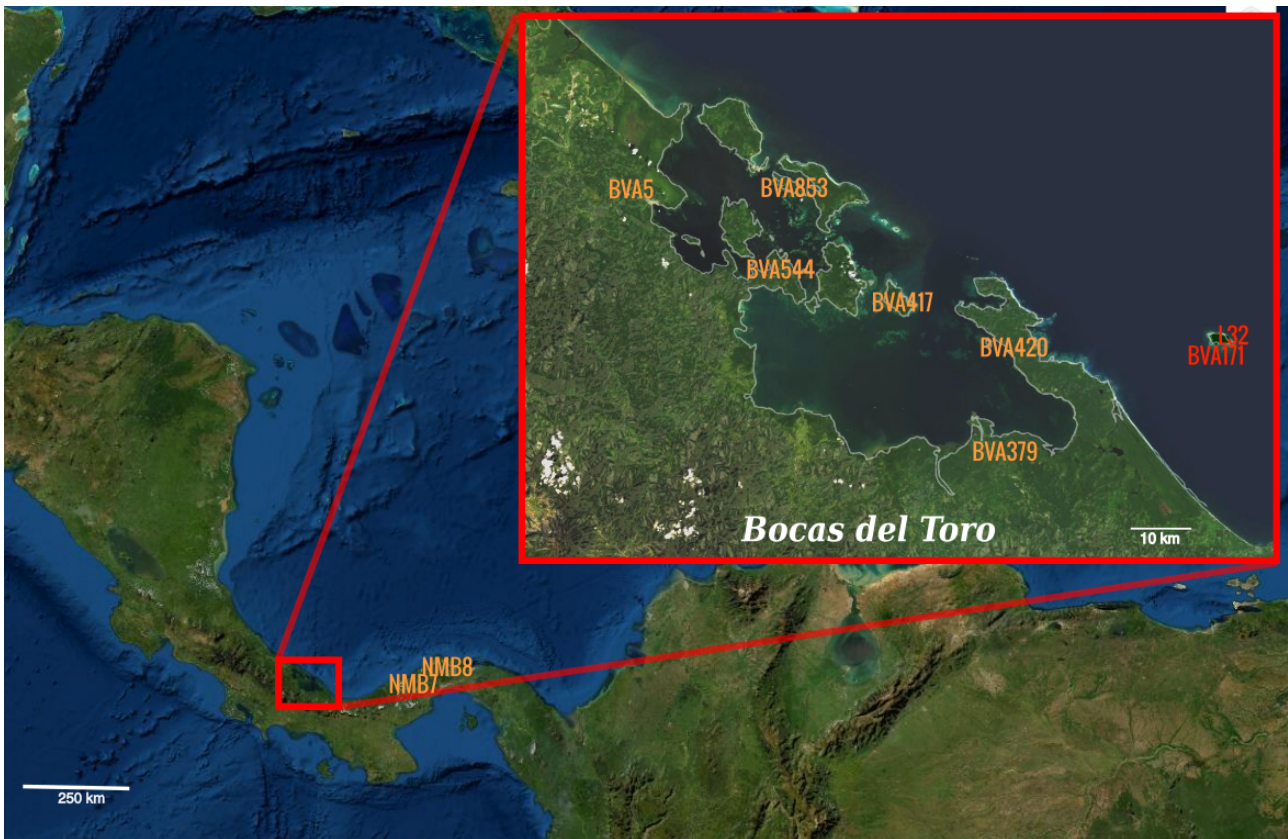 BVA5
BVA853
BVA544
BVA417
BVA420
L32
BVA171
BVA379
Bocas del Toro
10 km
NMB8
NMB7
250 km